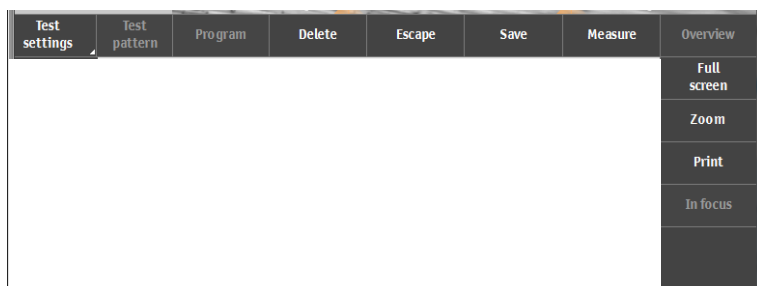 Test settings
Test pattern
Program
Delete
Escape
Save
Measure
Overview
Full
screen
Zoom
Print
In focus